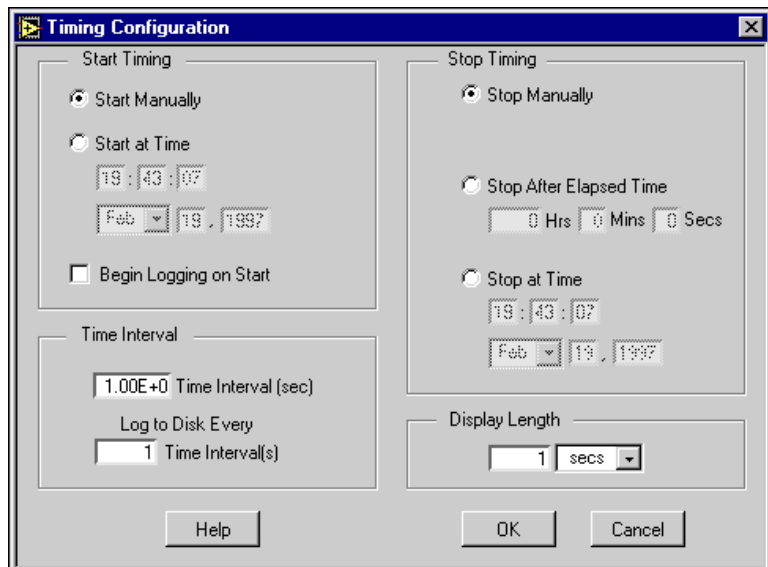 Timing Configuration
Start Timing
Start Manually
Start at Time
19 : 43 : 07
Feb 19 , 1997
Begin Logging on Start
Time Interval
1.00E+0 Time Interval (sec)
Log to Disk Every
1 Time Interval(s)
Stop Timing
Stop Manually
Stop After Elapsed Time
0 Hrs 0 Mins 0 Secs
Stop at Time
19 : 43 : 07
Feb 19 , 1997
Display Length
1 secs
Help
OK
Cancel